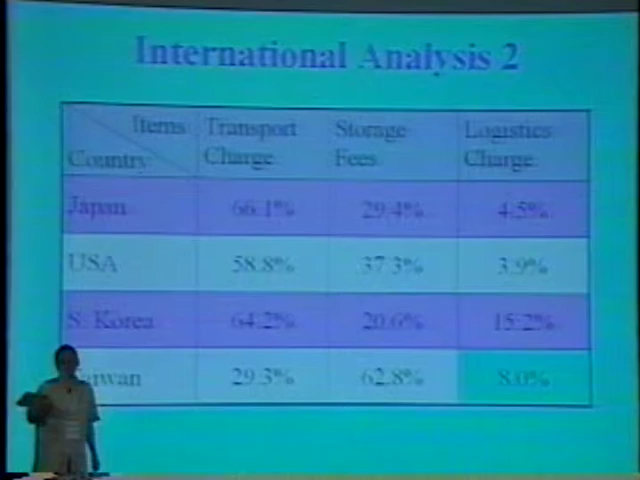 International Analysis 2
Items
Country
Transport Charge
Storage Fees
Logistics Charge
Japan 66.1% 29.4% 4.5%
USA 58.8% 37.3% 3.9%
S. Korea 64.2% 20.6% 15.2%
Taiwan 29.3% 62.8% 8.0%